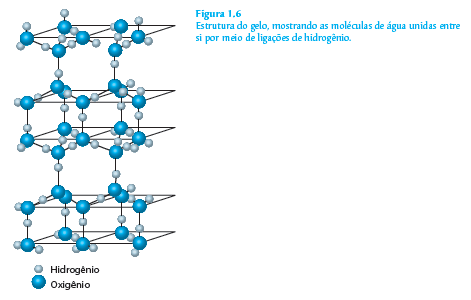 Figura 1.6
Estrutura do gelo, mostrando as moléculas de água unidas entre
si por meio de ligações de hidrogênio.
Hidrogênio
Oxigênio